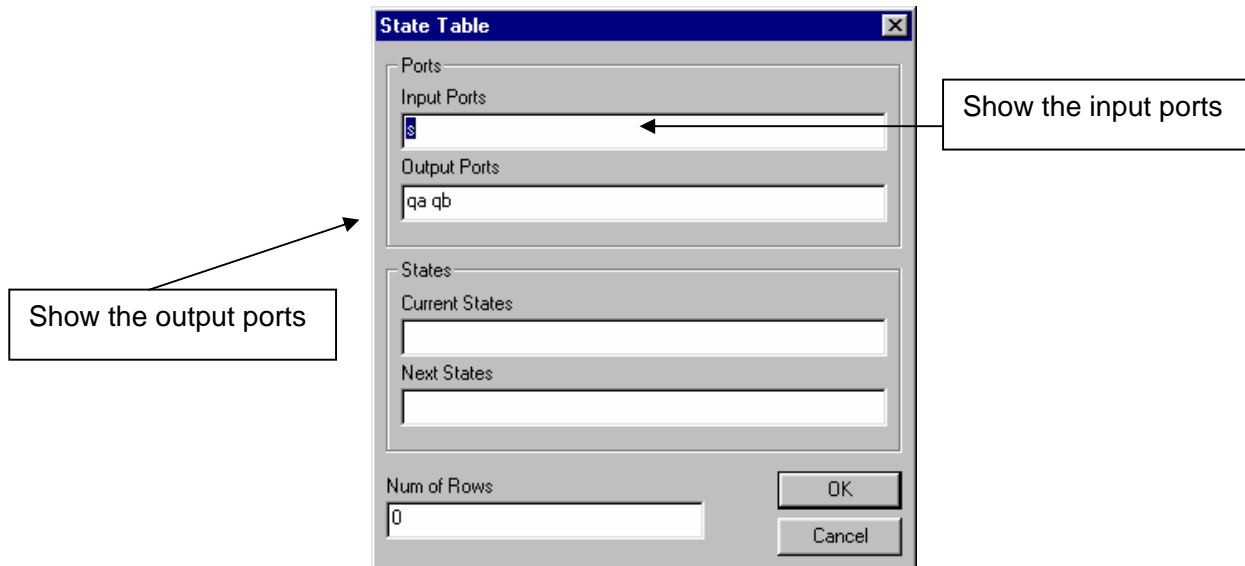 State Table
Ports
Input Ports
s
Show the input ports
Output Ports
qa qb
Show the output ports
States
Current States
Next States
Num of Rows
0
OK
Cancel